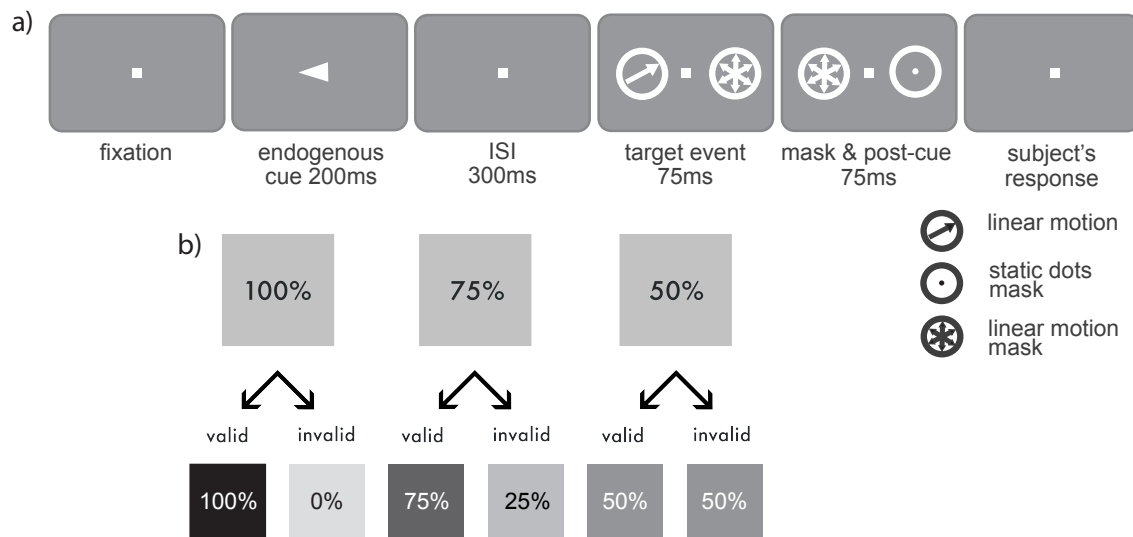 a)
fixation
endogenous
cue 200ms
ISI
300ms
target event
75ms
mask & post-cue
75ms
subject's
response
linear motion
static dots
mask
linear motion
mask
b)
100%
75%
50%
valid
invalid
valid
invalid
valid
invalid
100%
0%
75%
25%
50%
50%